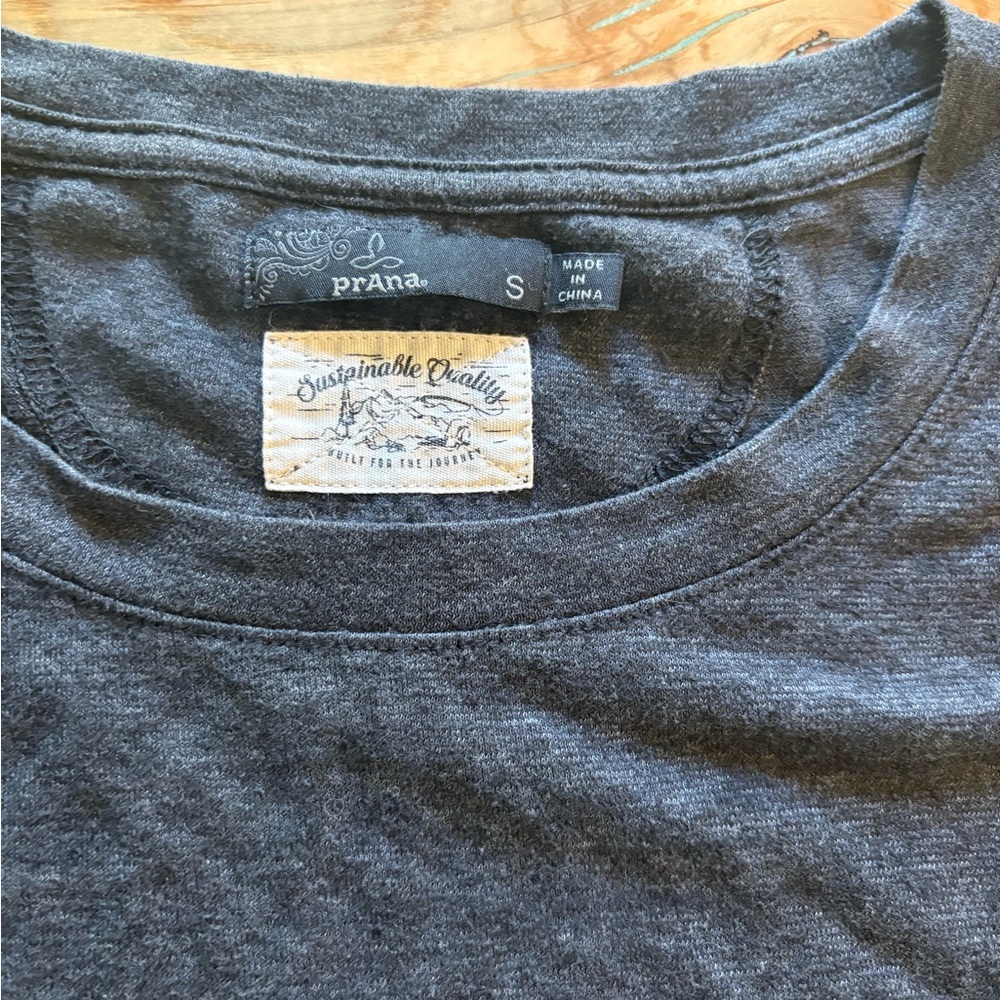 prAna
S
MADE
IN
CHINA
Sustainable Quality
BUILT FOR THE JOURNEY